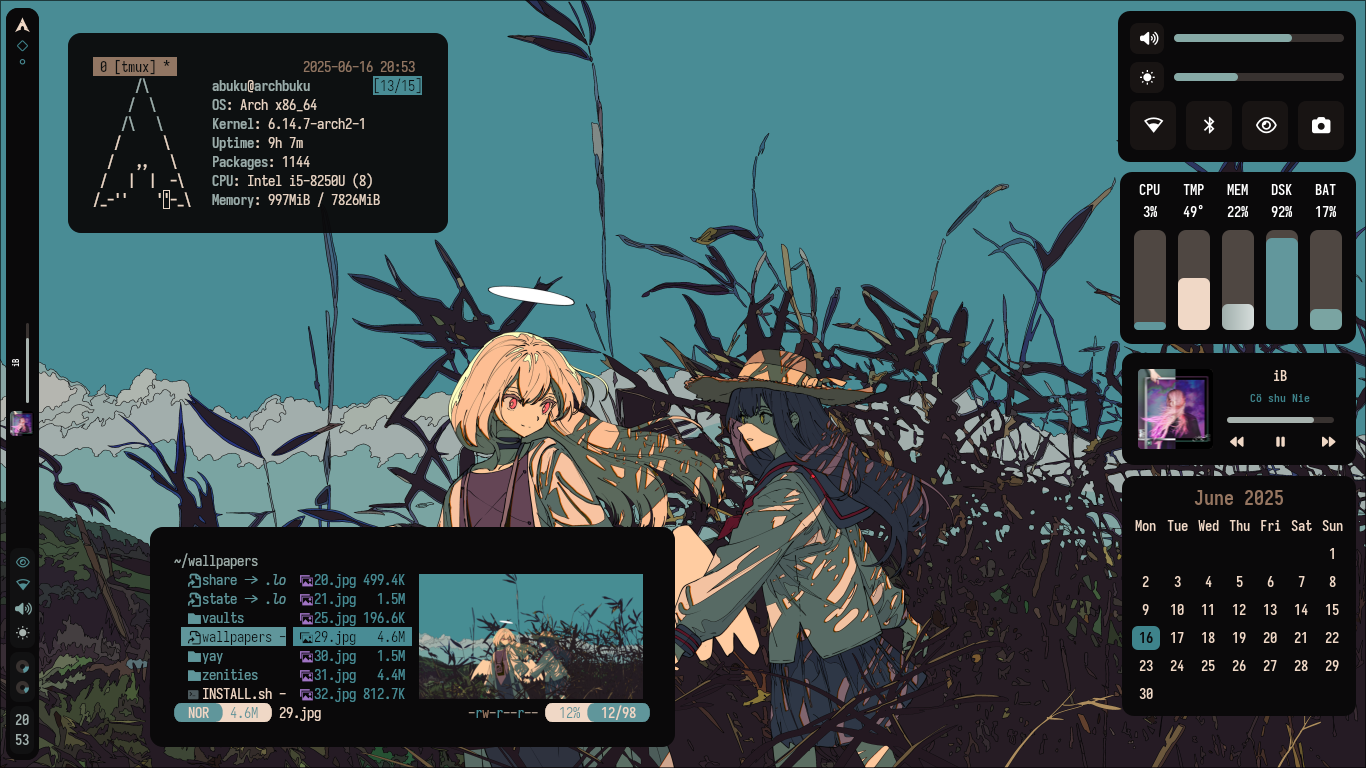 0 [tmux] *
2025-06-16 20:53
[13/15]
abuku@archbuku
OS: Arch x86_64
Kernel: 6.14.7-arch2-1
Uptime: 9h 7m
Packages: 1144
CPU: Intel i5-8250U (8)
Memory: 997MiB / 7826MiB
iB
20
53
~/wallpapers
share -> .lo
20.jpg 499.4K
state -> .lo
21.jpg 1.5M
vaults
25.jpg 196.6K
wallpapers -
29.jpg 4.6M
yay
30.jpg 1.5M
zenities
31.jpg 4.4M
INSTALL.sh -
32.jpg 812.7K
NOR 4.6M 29.jpg
-rw-r--r-- 12% 12/98
CPU TMP MEM DSK BAT
3% 49° 22% 92% 17%
iB
Cö shu Nie
June 2025
Mon Tue Wed Thu Fri Sat Sun
1
2 3 4 5 6 7 8
9 10 11 12 13 14 15
16 17 18 19 20 21 22
23 24 25 26 27 28 29
30